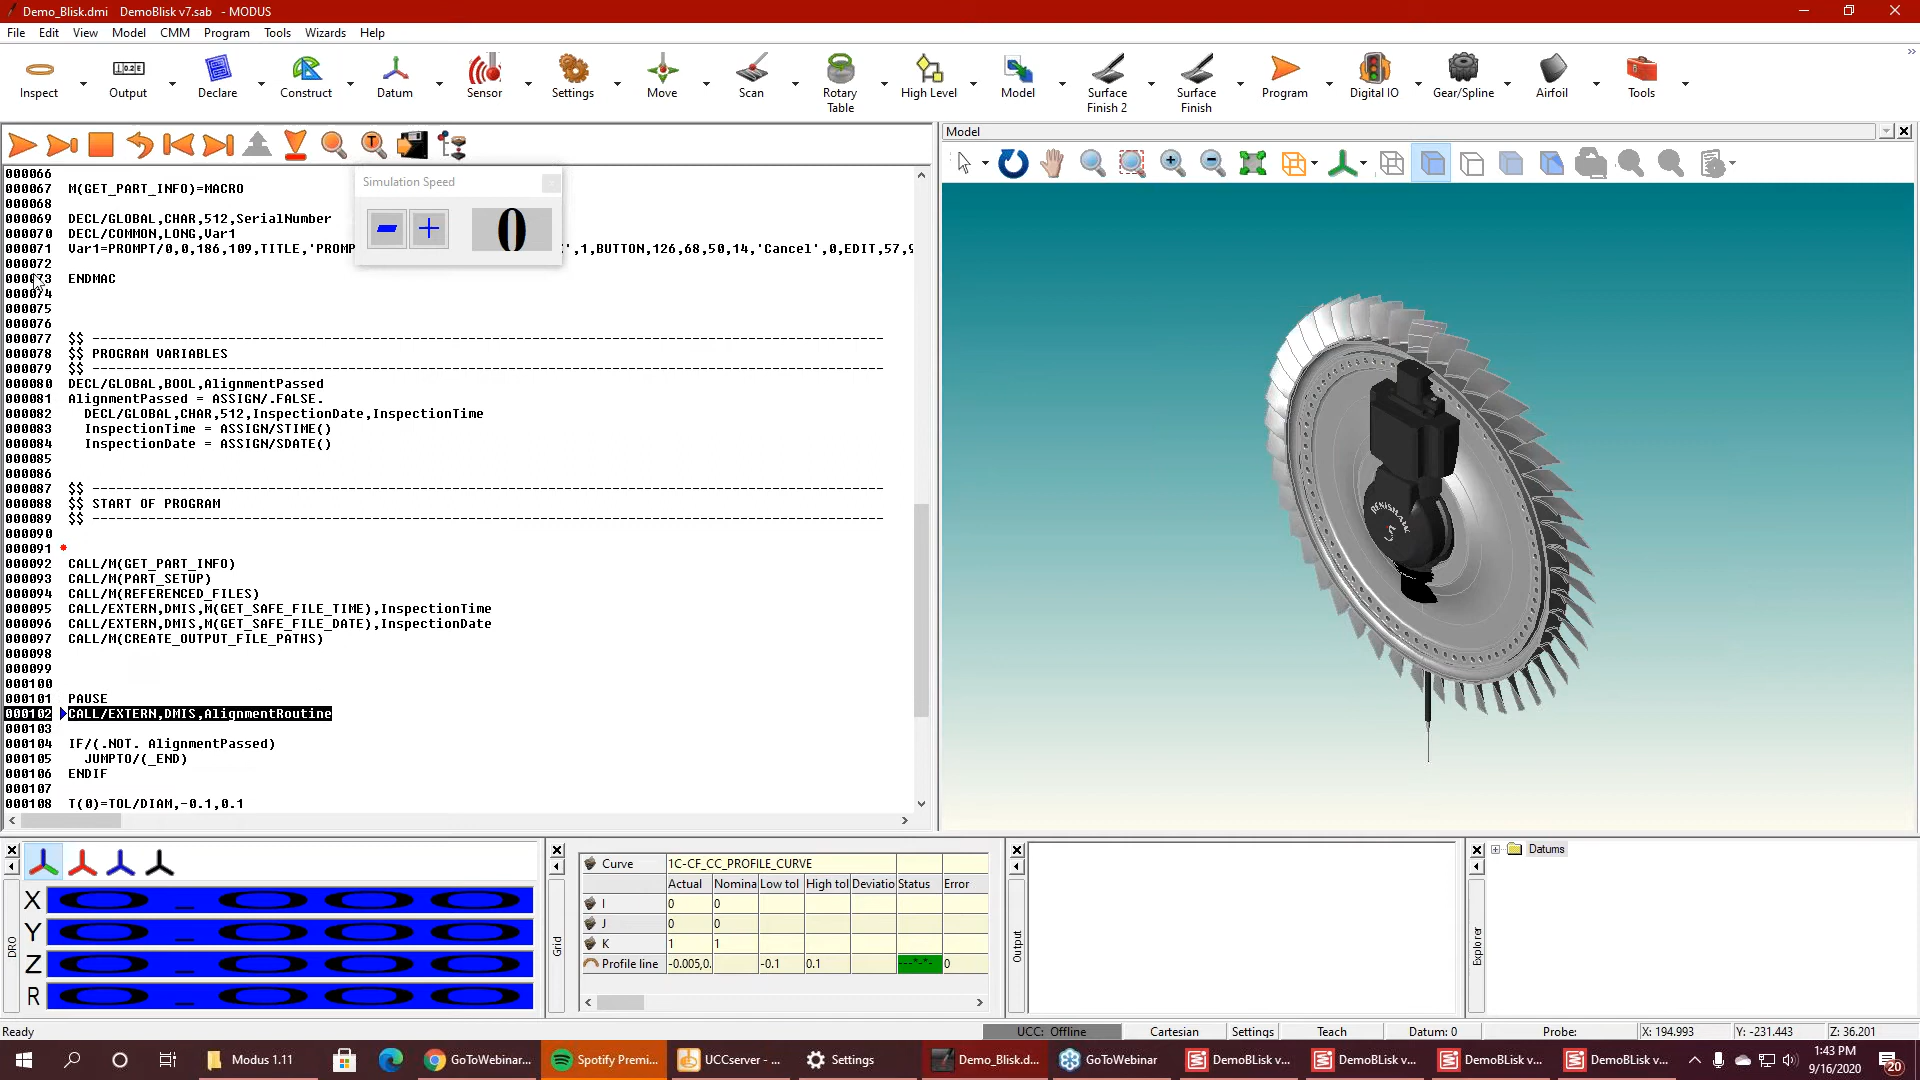 Demo_Blisk.dmi DemoBlisk v7.sab - MODUS
File Edit View Model CMM Program Tools Wizards Help
Inspect Output Declare Construct Datum Sensor Settings Move Scan Rotary Table High Level Model Surface Finish 2 Surface Finish Program Digital IO Gear/Spline Airfoil Tools
Model
Simulation Speed
0
000066
000067 M(GET_PART_INFO)=MACRO
000068
000069 DECL/GLOBAL,CHAR,512,SerialNumber
000070 DECL/COMMON,LONG,Var1
000071 Var1=PROMPT/0,0,186,109,TITLE,'PROMP ',1,BUTTON,126,68,50,14,'Cancel',0,EDIT,57,9
000072
000073 ENDMAC
000074
000075
000076
000077 $$ ----------------------------------------------------------------------------------------------------
000078 $$ PROGRAM VARIABLES
000079 $$ ----------------------------------------------------------------------------------------------------
000080 DECL/GLOBAL,BOOL,AlignmentPassed
000081 AlignmentPassed = ASSIGN/.FALSE.
000082 DECL/GLOBAL,CHAR,512,InspectionDate,InspectionTime
000083 InspectionTime = ASSIGN/STIME()
000084 InspectionDate = ASSIGN/SDATE()
000085
000086
000087 $$ ----------------------------------------------------------------------------------------------------
000088 $$ START OF PROGRAM
000089 $$ ----------------------------------------------------------------------------------------------------
000090
000091
000092 CALL/M(GET_PART_INFO)
000093 CALL/M(PART_SETUP)
000094 CALL/M(REFERENCED_FILES)
000095 CALL/EXTERN,DMIS,M(GET_SAFE_FILE_TIME),InspectionTime
000096 CALL/EXTERN,DMIS,M(GET_SAFE_FILE_DATE),InspectionDate
000097 CALL/M(CREATE_OUTPUT_FILE_PATHS)
000098
000099
000100
000101 PAUSE
000102 CALL/EXTERN,DMIS,AlignmentRoutine
000103
000104 IF/(.NOT. AlignmentPassed)
000105 JUMPTO/(_END)
000106 ENDIF
000107
000108 T(0)=TOL/DIAM,-0.1,0.1
RENISHAW
5
DRO
X 0_000
Y 0_000
Z 0_000
R 0_000
Grid
Curve 1C-CF_CC_PROFILE_CURVE
Actual Nomina Low tol High tol Deviatio Status Error
I 0 0
J 0 0
K 1 1
Profile line -0.005,0. -0.1 0.1 0
Output
Explorer
Datums
Ready UCC: Offline Cartesian Settings Teach Datum: 0 Probe: X: 194.993 Y: -231.443 Z: 36.201
Modus 1.11 GoToWebinar... Spotify Premi... UCCserver - ... Settings Demo_Blisk.d... GoToWebinar DemoBLisk v... DemoBLisk v... DemoBLisk v... DemoBLisk v...
1:43 PM
9/16/2020
20